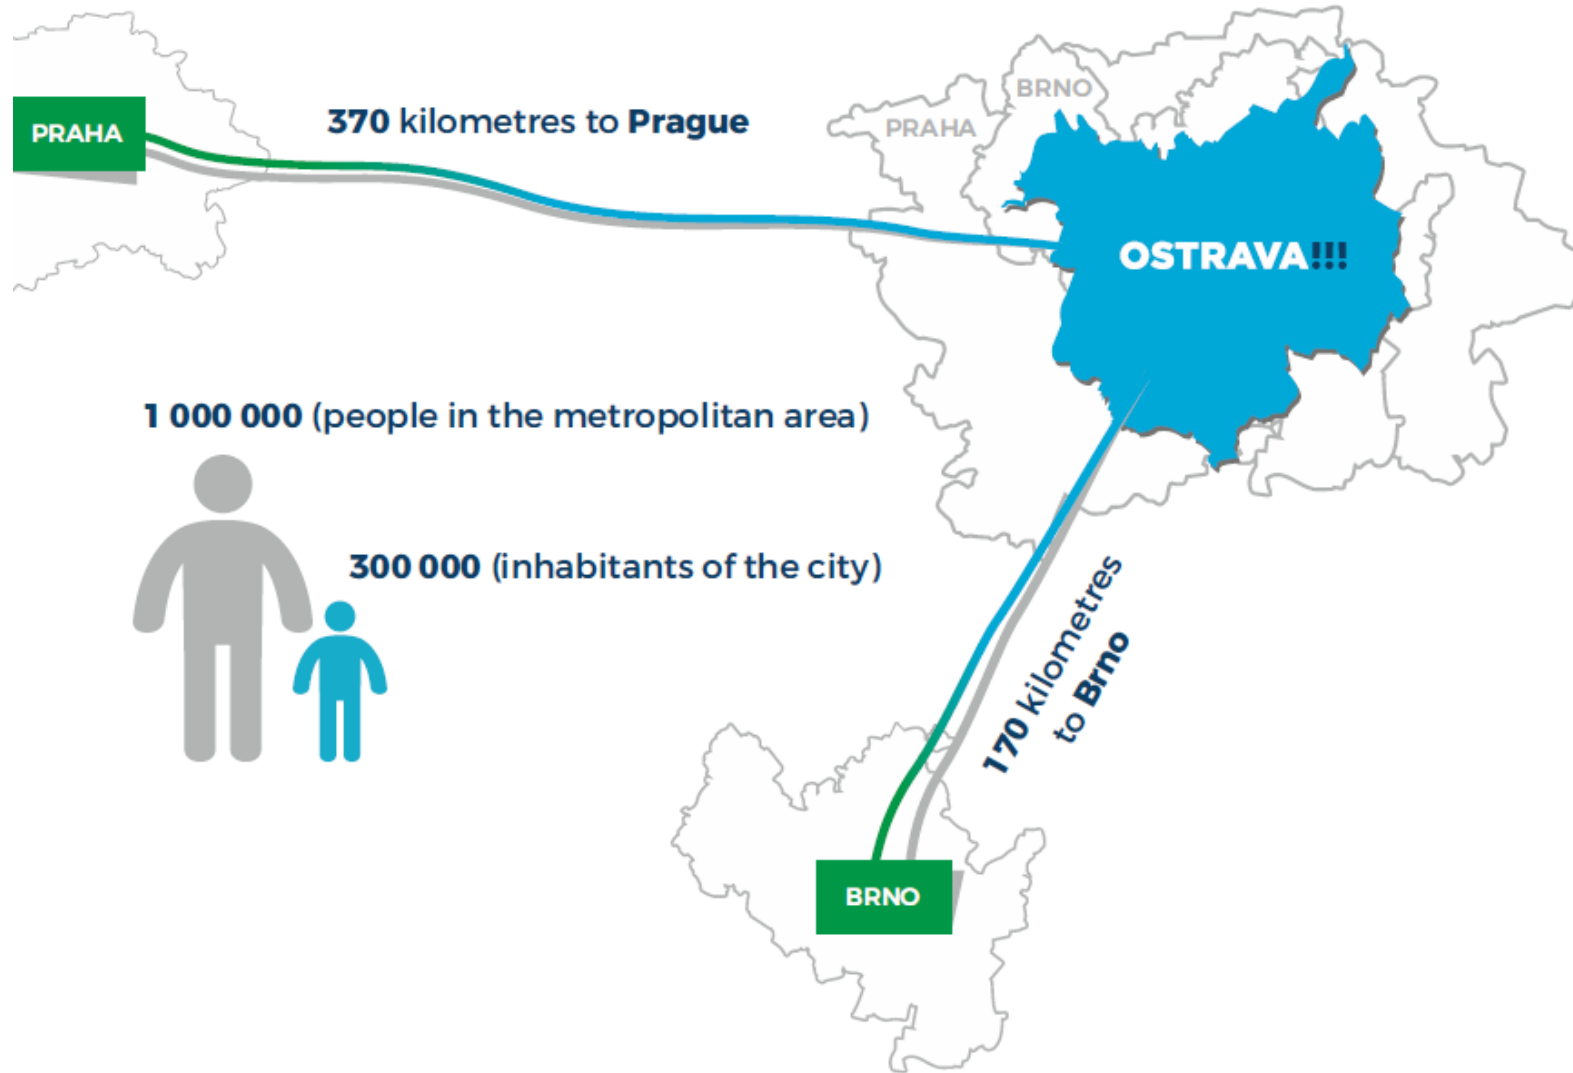 BRNO
PRAHA
370 kilometres to Prague
PRAHA
OSTRAVA!!!
1 000 000 (people in the metropolitan area)
300 000 (inhabitants of the city)
170 kilometres
to Brno
BRNO